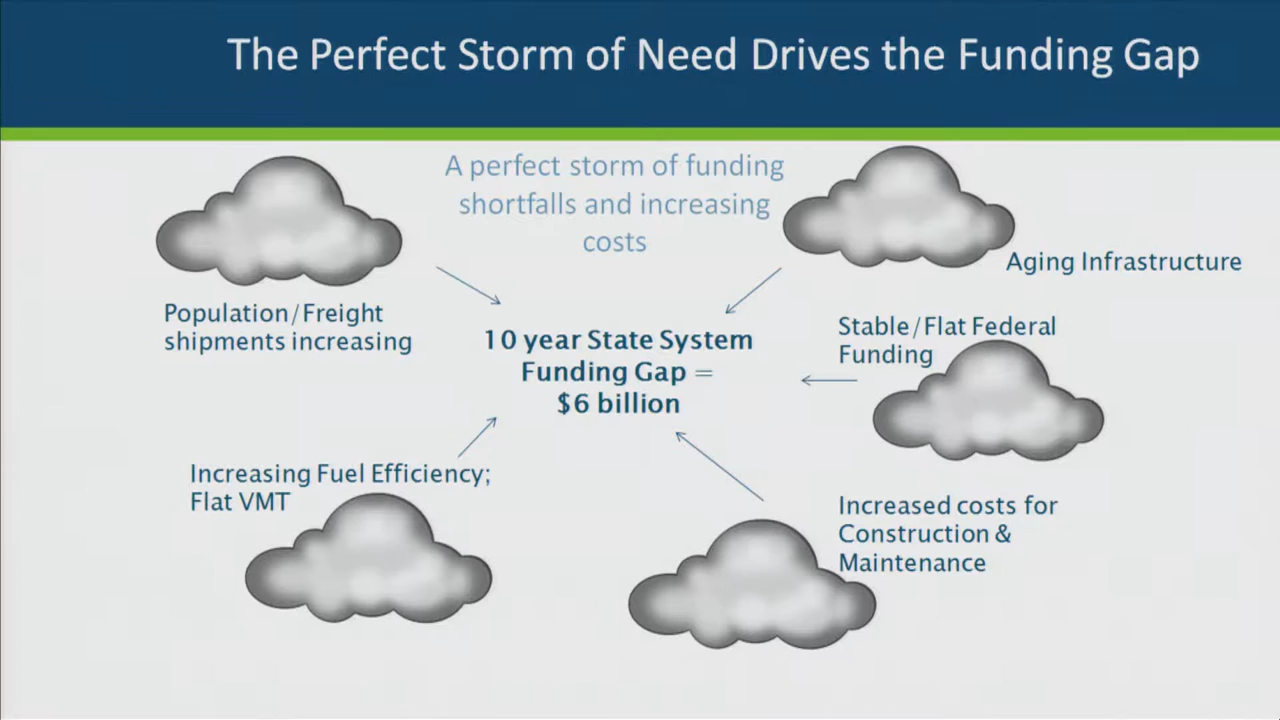 The Perfect Storm of Need Drives the Funding Gap
A perfect storm of funding
shortfalls and increasing
costs
Aging Infrastructure
Population/Freight
shipments increasing
Stable/Flat Federal
Funding
10 year State System
Funding Gap =
$6 billion
Increasing Fuel Efficiency;
Flat VMT
Increased costs for
Construction &
Maintenance